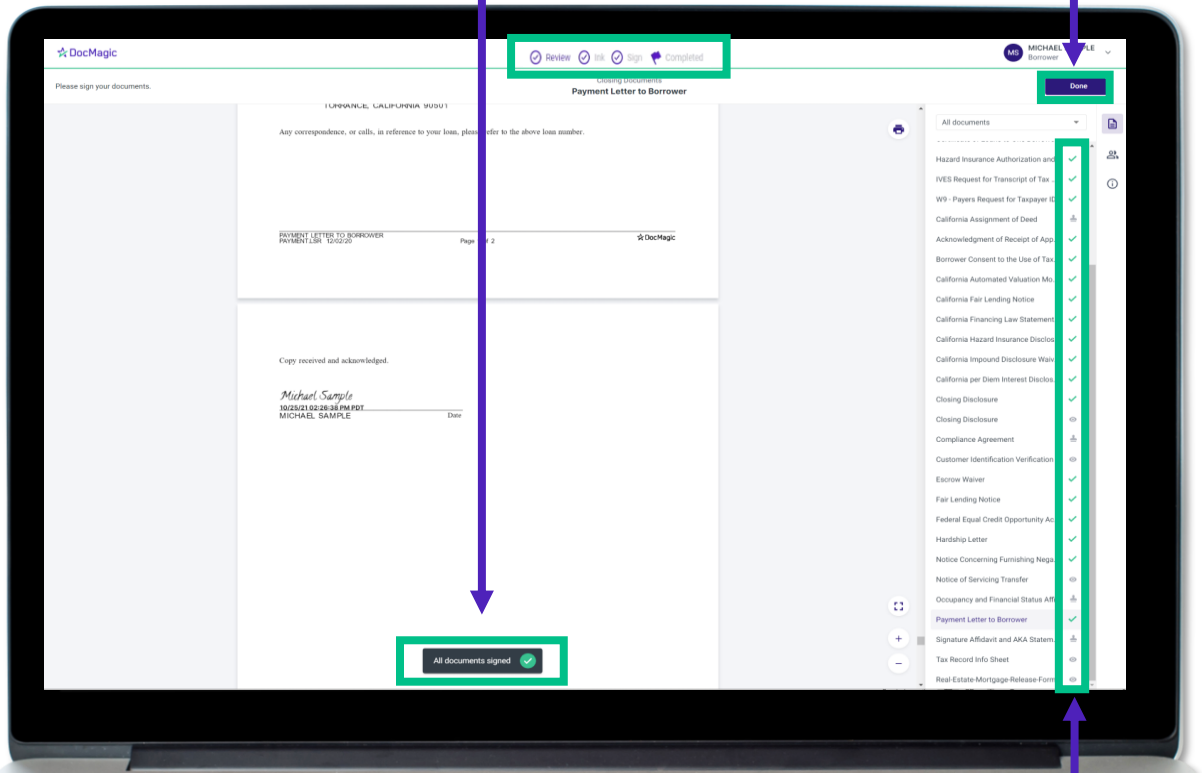 DocMagic
Review Ink Sign Completed
MS MICHAEL PLE
Borrower
Please sign your documents.
Closing Documents
Payment Letter to Borrower
Done
TORRANCE, CALIFORNIA 90501
Any correspondence, or calls, in reference to your loan, please refer to the above loan number.
PAYMENT LETTER TO BORROWER
PAYMENT.LSR 12/02/20
Page of 2
DocMagic
Copy received and acknowledged.
Michael Sample
10/25/21 02:26:38 PM PDT
MICHAEL SAMPLE
Date
All documents signed
All documents
Hazard Insurance Authorization and
IVES Request for Transcript of Tax ..
W9 - Payers Request for Taxpayer ID
California Assignment of Deed
Acknowledgment of Receipt of App.
Borrower Consent to the Use of Tax.
California Automated Valuation Mo.
California Fair Lending Notice
California Financing Law Statement
California Hazard Insurance Disclos
California Impound Disclosure Waiv.
California per Diem Interest Disclos.
Closing Disclosure
Closing Disclosure
Compliance Agreement
Customer Identification Verification
Escrow Waiver
Fair Lending Notice
Federal Equal Credit Opportunity Ac
Hardship Letter
Notice Concerning Furnishing Nega.
Notice of Servicing Transfer
Occupancy and Financial Status Affi
Payment Letter to Borrower
Signature Affidavit and AKA Statem.
Tax Record Info Sheet
Real-Estate-Mortgage-Release-Form